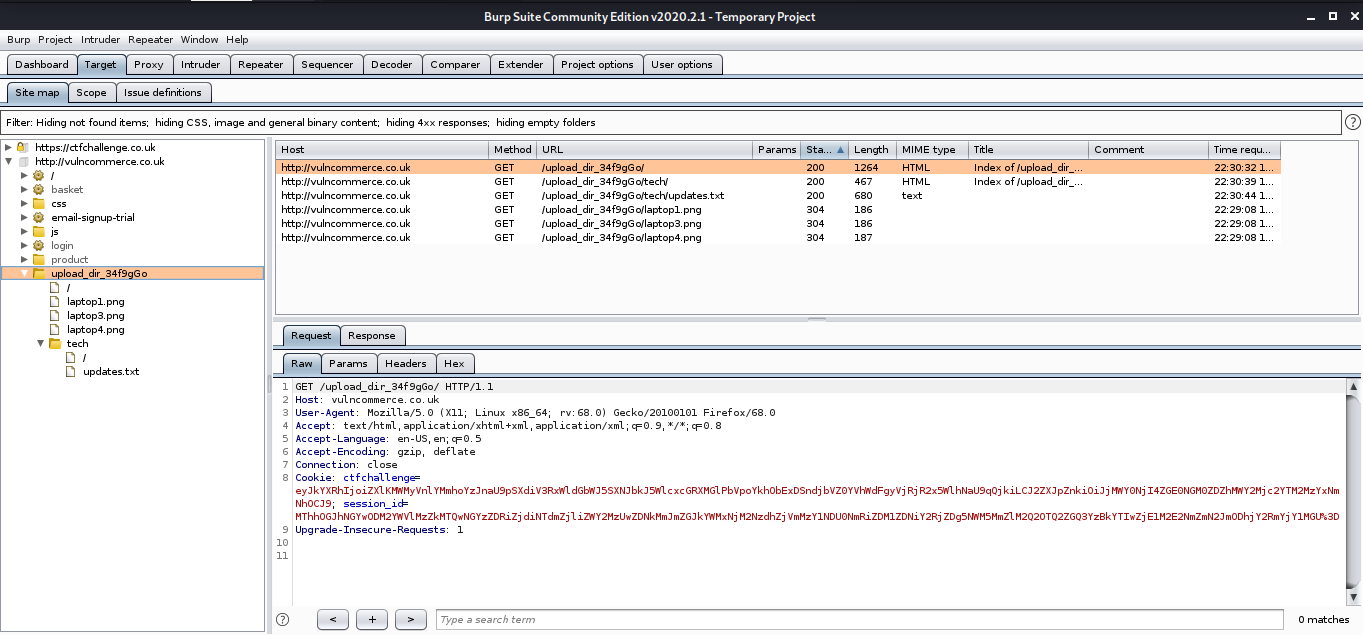 Burp Suite Community Edition v2020.2.1 - Temporary Project
Burp Project Intruder Repeater Window Help
Dashboard Target Proxy Intruder Repeater Sequencer Decoder Comparer Extender Project options User options
Site map Scope Issue definitions
Filter: Hiding not found items; hiding CSS, image and general binary content; hiding 4xx responses; hiding empty folders
https://ctfchallenge.co.uk
http://vulncommerce.co.uk
/
basket
css
email-signup-trial
js
login
product
upload_dir_34f9gGo
/
laptop1.png
laptop3.png
laptop4.png
tech
/
updates.txt
Host Method URL Params Sta... Length MIME type Title Comment Time requ...
http://vulncommerce.co.uk GET /upload_dir_34f9gGo/ 200 1264 HTML Index of /upload_dir_... 22:30:32 1...
http://vulncommerce.co.uk GET /upload_dir_34f9gGo/tech/ 200 467 HTML Index of /upload_dir_... 22:30:39 1...
http://vulncommerce.co.uk GET /upload_dir_34f9gGo/tech/updates.txt 200 680 text 22:30:44 1...
http://vulncommerce.co.uk GET /upload_dir_34f9gGo/laptop1.png 304 186 22:29:08 1...
http://vulncommerce.co.uk GET /upload_dir_34f9gGo/laptop3.png 304 186 22:29:08 1...
http://vulncommerce.co.uk GET /upload_dir_34f9gGo/laptop4.png 304 187 22:29:08 1...
Request Response
Raw Params Headers Hex
1 GET /upload_dir_34f9gGo/ HTTP/1.1
2 Host: vulncommerce.co.uk
3 User-Agent: Mozilla/5.0 (X11; Linux x86_64; rv:68.0) Gecko/20100101 Firefox/68.0
4 Accept: text/html,application/xhtml+xml,application/xml;q=0.9,*/*;q=0.8
5 Accept-Language: en-US,en;q=0.5
6 Accept-Encoding: gzip, deflate
7 Connection: close
8 Cookie: ctfchallenge=
session_id=
9 Upgrade-Insecure-Requests: 1
10
11
? < + > Type a search term 0 matches